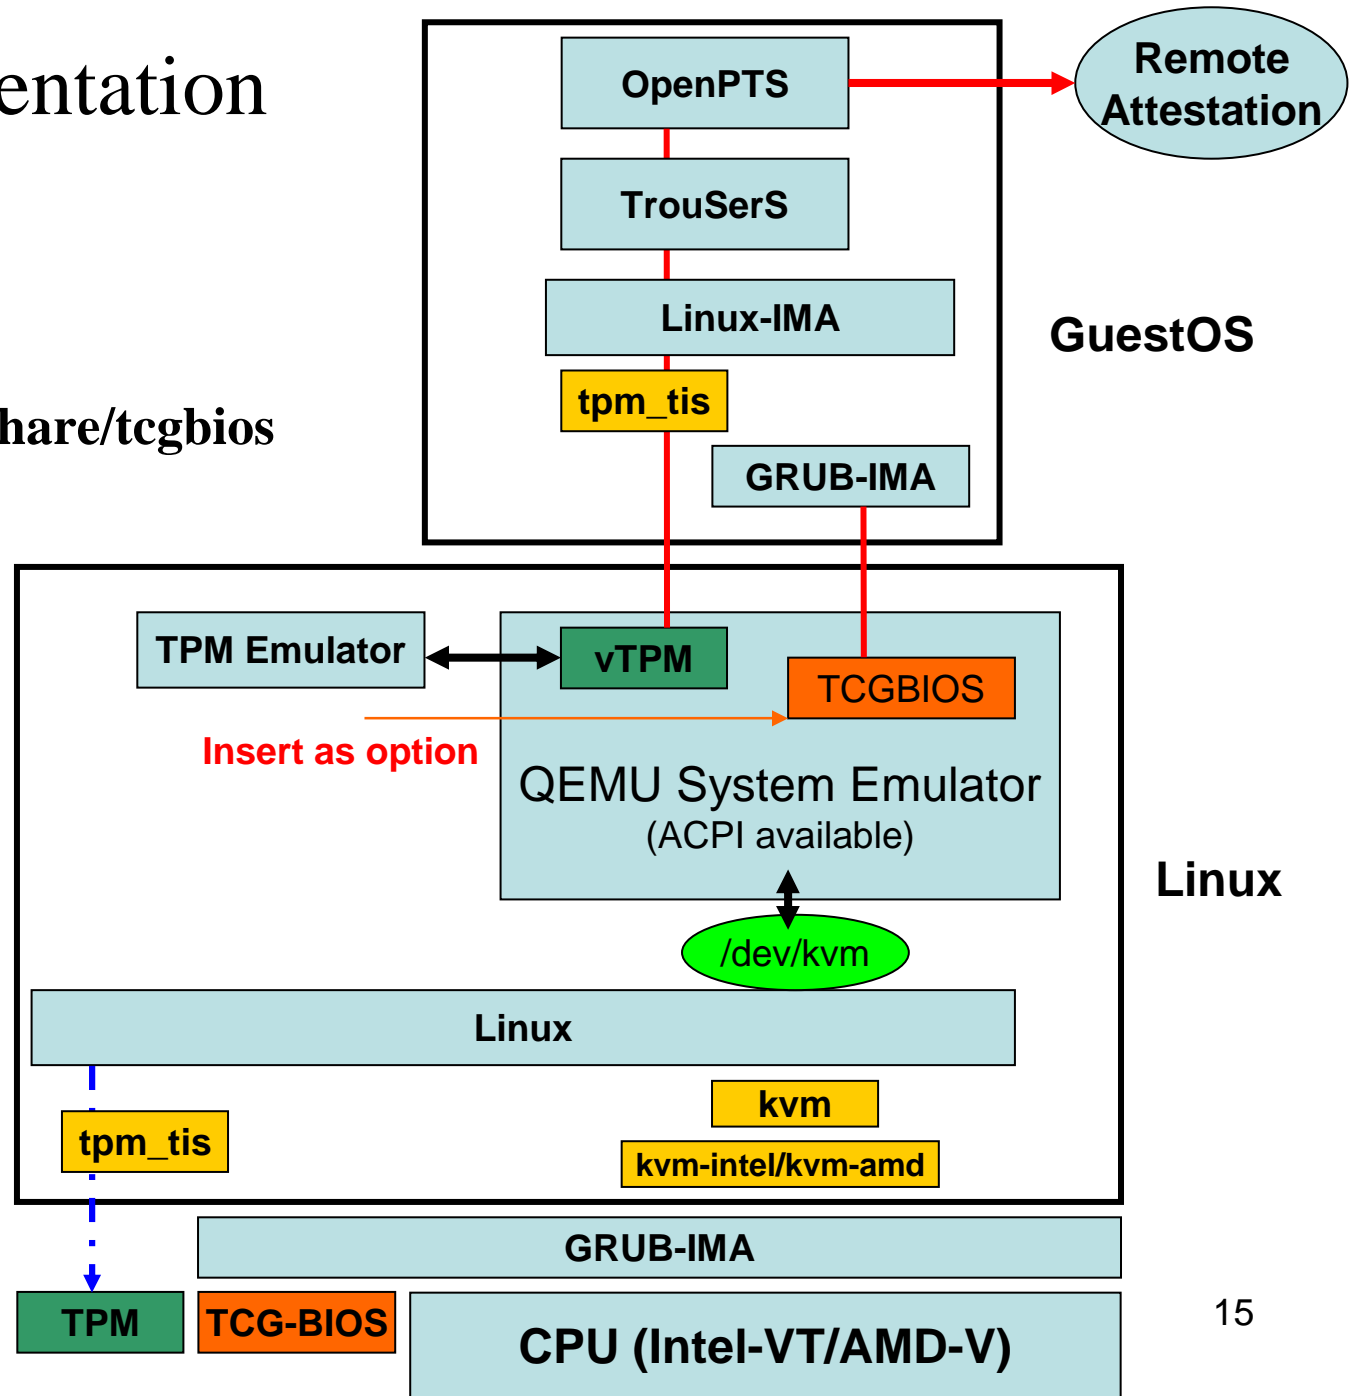 entation
OpenPTS
Remote
Attestation
TrouSerS
Linux-IMA
GuestOS
tpm_tis
hare/tcgbios
GRUB-IMA
TPM Emulator
vTPM
TCGBIOS
Insert as option
QEMU System Emulator
(ACPI available)
Linux
/dev/kvm
Linux
kvm
tpm_tis
kvm-intel/kvm-amd
GRUB-IMA
TPM
TCG-BIOS
CPU (Intel-VT/AMD-V)
15